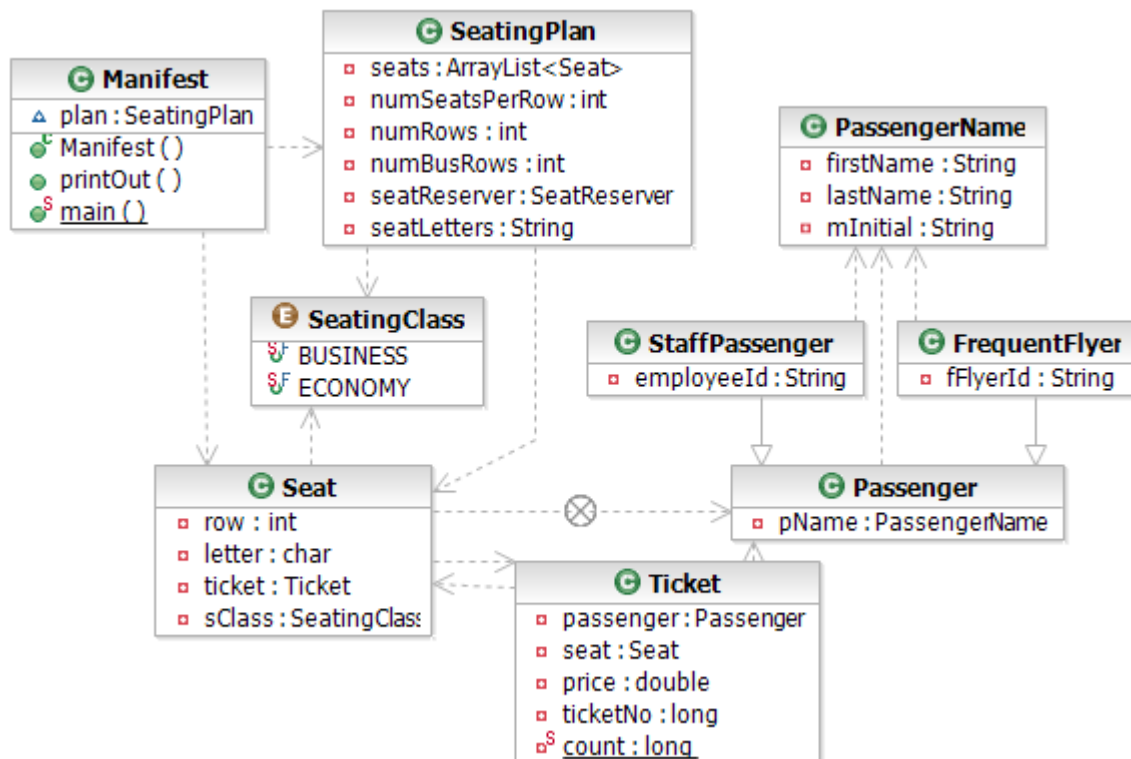 SeatingPlan
seats : ArrayList<Seat>
numSeatsPerRow : int
numRows : int
numBusRows : int
seatReserver : SeatReserver
seatLetters : String
Manifest
plan : SeatingPlan
Manifest ( )
printOut ( )
main ( )
PassengerName
firstName : String
lastName : String
mInitial : String
SeatingClass
BUSINESS
ECONOMY
StaffPassenger
employeeId : String
FrequentFlyer
fFlyerId : String
Seat
row : int
letter : char
ticket : Ticket
sClass : SeatingClass
Passenger
pName : PassengerName
Ticket
passenger : Passenger
seat : Seat
price : double
ticketNo : long
count : long